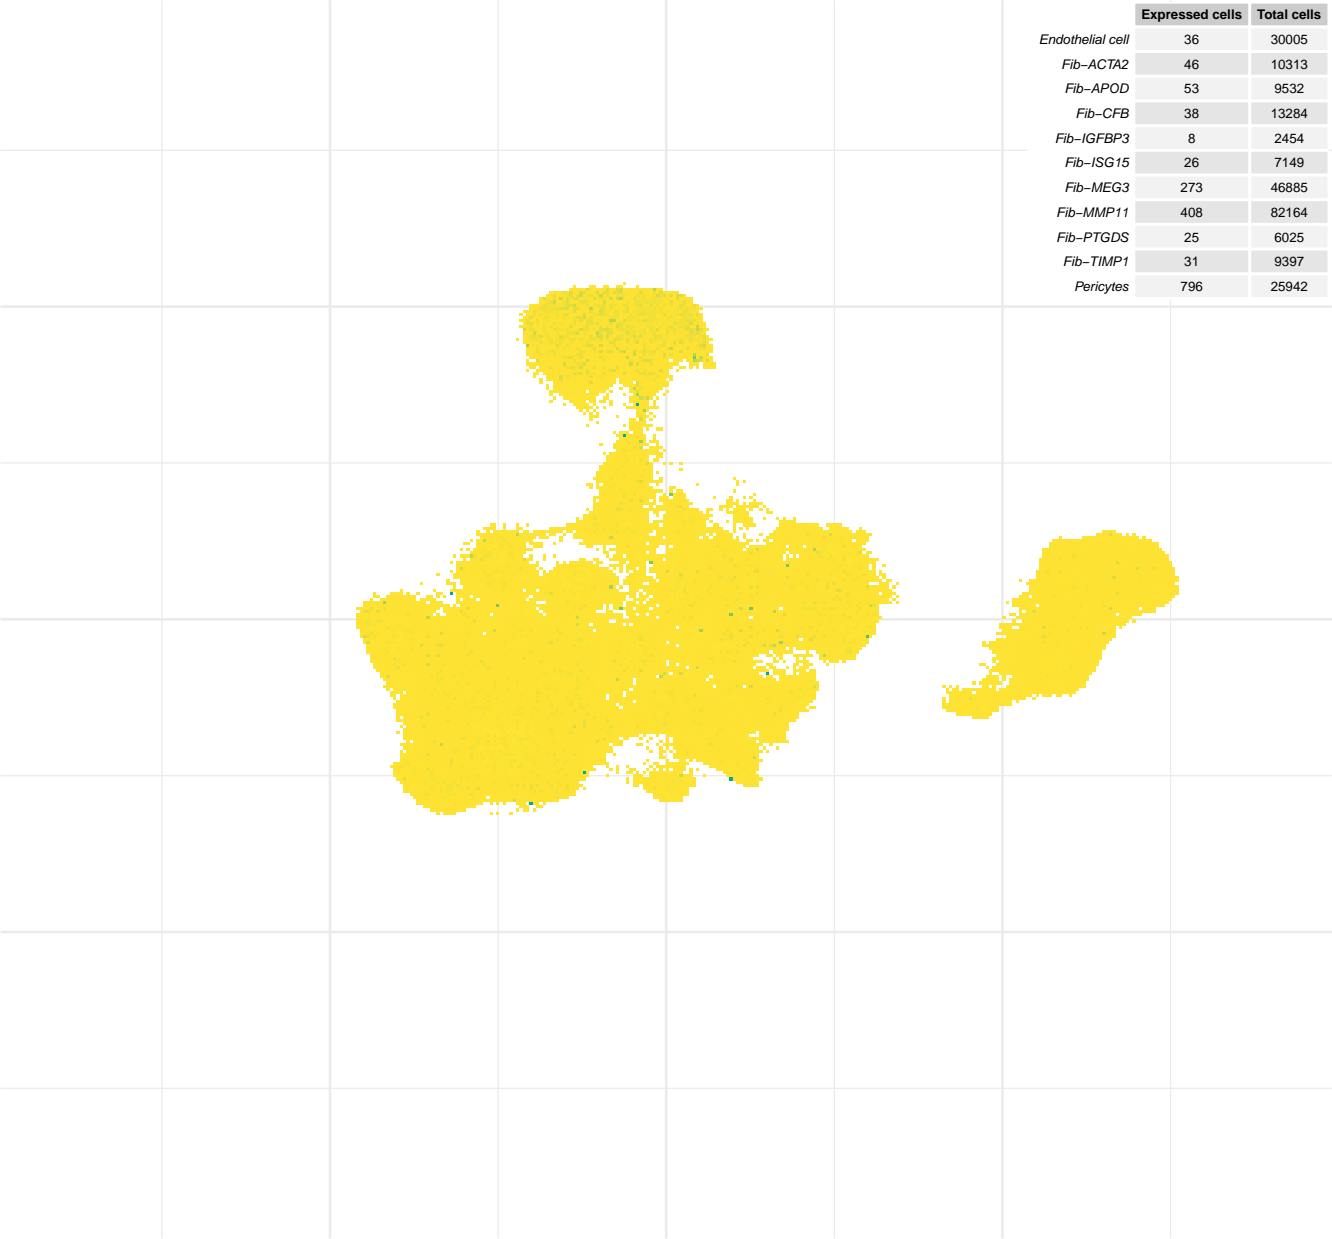 Expressed cells Total cells
Endothelial cell 36 30005
Fib−ACTA2 46 10313
Fib−APOD 53 9532
Fib−CFB 38 13284
Fib−IGFBP3 8 2454
Fib−ISG15 26 7149
Fib−MEG3 273 46885
Fib−MMP11 408 82164
Fib−PTGDS 25 6025
Fib−TIMP1 31 9397
Pericytes 796 25942